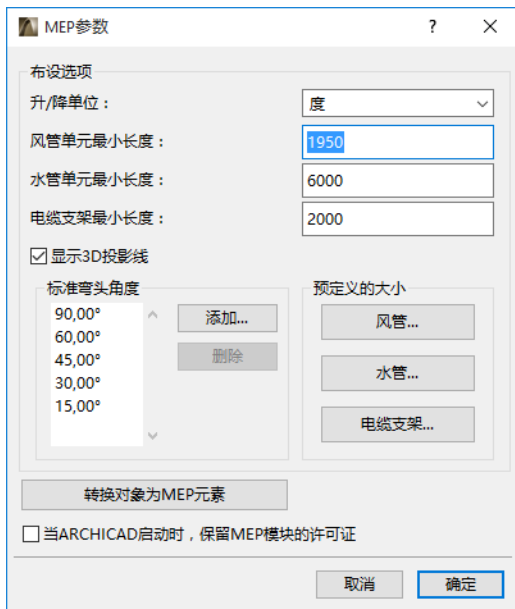 MEP参数
?
布设选项
升/降单位：
度
风管单元最小长度：
1950
水管单元最小长度：
6000
电缆支架最小长度：
2000
显示3D投影线
标准弯头角度
90,00°
60,00°
45,00°
30,00°
15,00°
添加...
删除
预定义的大小
风管...
水管...
电缆支架...
转换对象为MEP元素
当ARCHICAD启动时，保留MEP模块的许可证
取消
确定